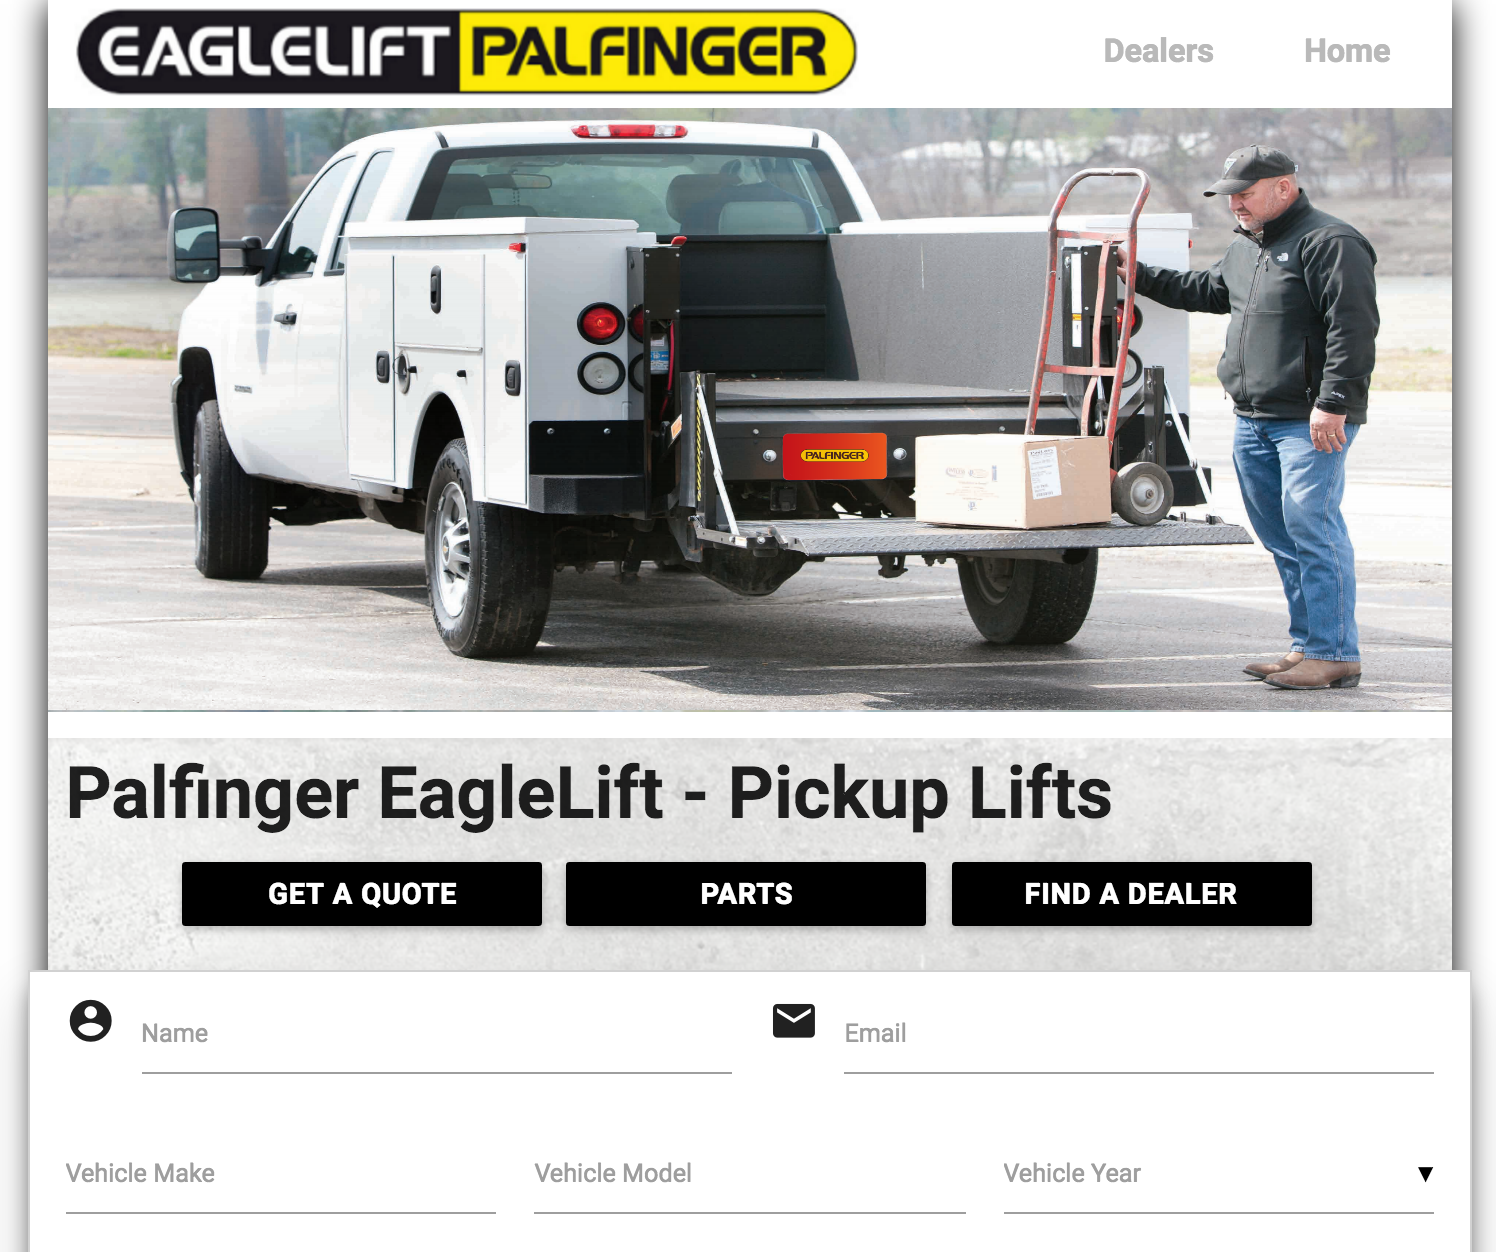 EAGLELIFT PALFINGER
Dealers
Home
PALFINGER
Palfinger EagleLift - Pickup Lifts
GET A QUOTE
PARTS
FIND A DEALER
Name
Email
Vehicle Make
Vehicle Model
Vehicle Year